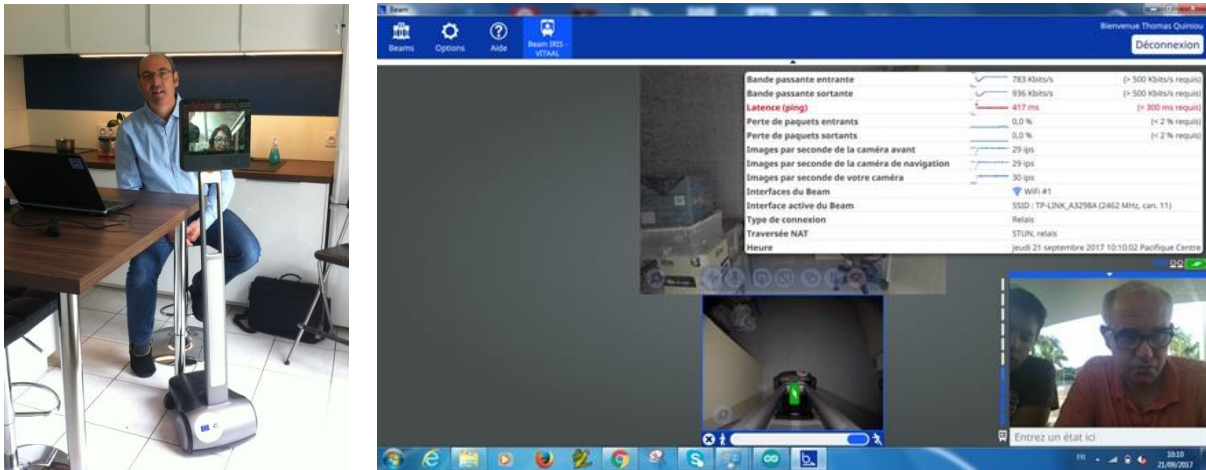 Beam
Beams
Options
Aide
Beam IRIS - VITAAL
Bienvenue Thomas Quiniou
Déconnexion
Bande passante entrante 783 Kbits/s (> 500 Kbits/s requis)
Bande passante sortante 936 Kbits/s (> 500 Kbits/s requis)
Latence (ping) 417 ms (< 300 ms requis)
Perte de paquets entrants 0,0 % (< 2 % requis)
Perte de paquets sortants 0,0 % (< 2 % requis)
Images par seconde de la caméra avant 29 ips
Images par seconde de la caméra de navigation 29 ips
Images par seconde de votre caméra 30 ips
Interfaces du Beam WiFi #1
Interface active du Beam SSID : TP-LINK_A3298A (2462 MHz, can. 11)
Type de connexion Relais
Traversée NAT STUN, relais
Heure jeudi 21 septembre 2017 10:10:02 Pacifique Centre
Entrez un état ici
FR
10:10
21/09/2017